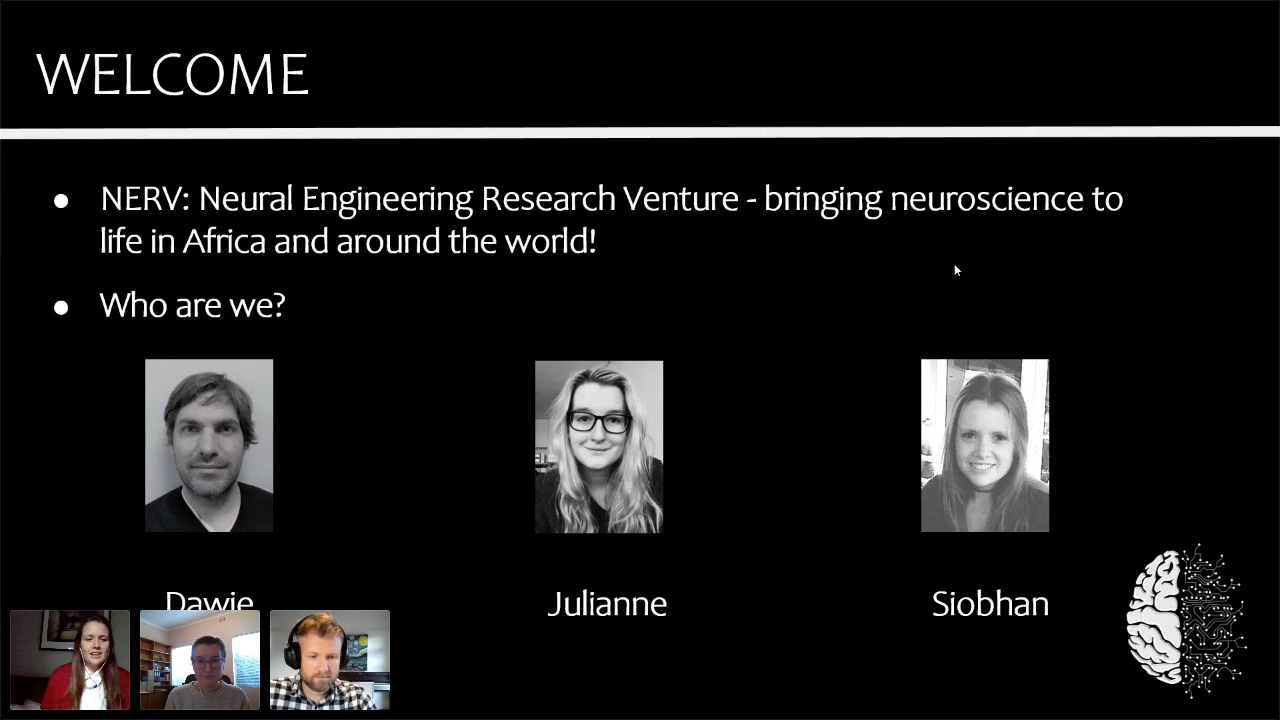 WELCOME
● NERV: Neural Engineering Research Venture - bringing neuroscience to
life in Africa and around the world!
● Who are we?
Dawie
Julianne
Siobhan